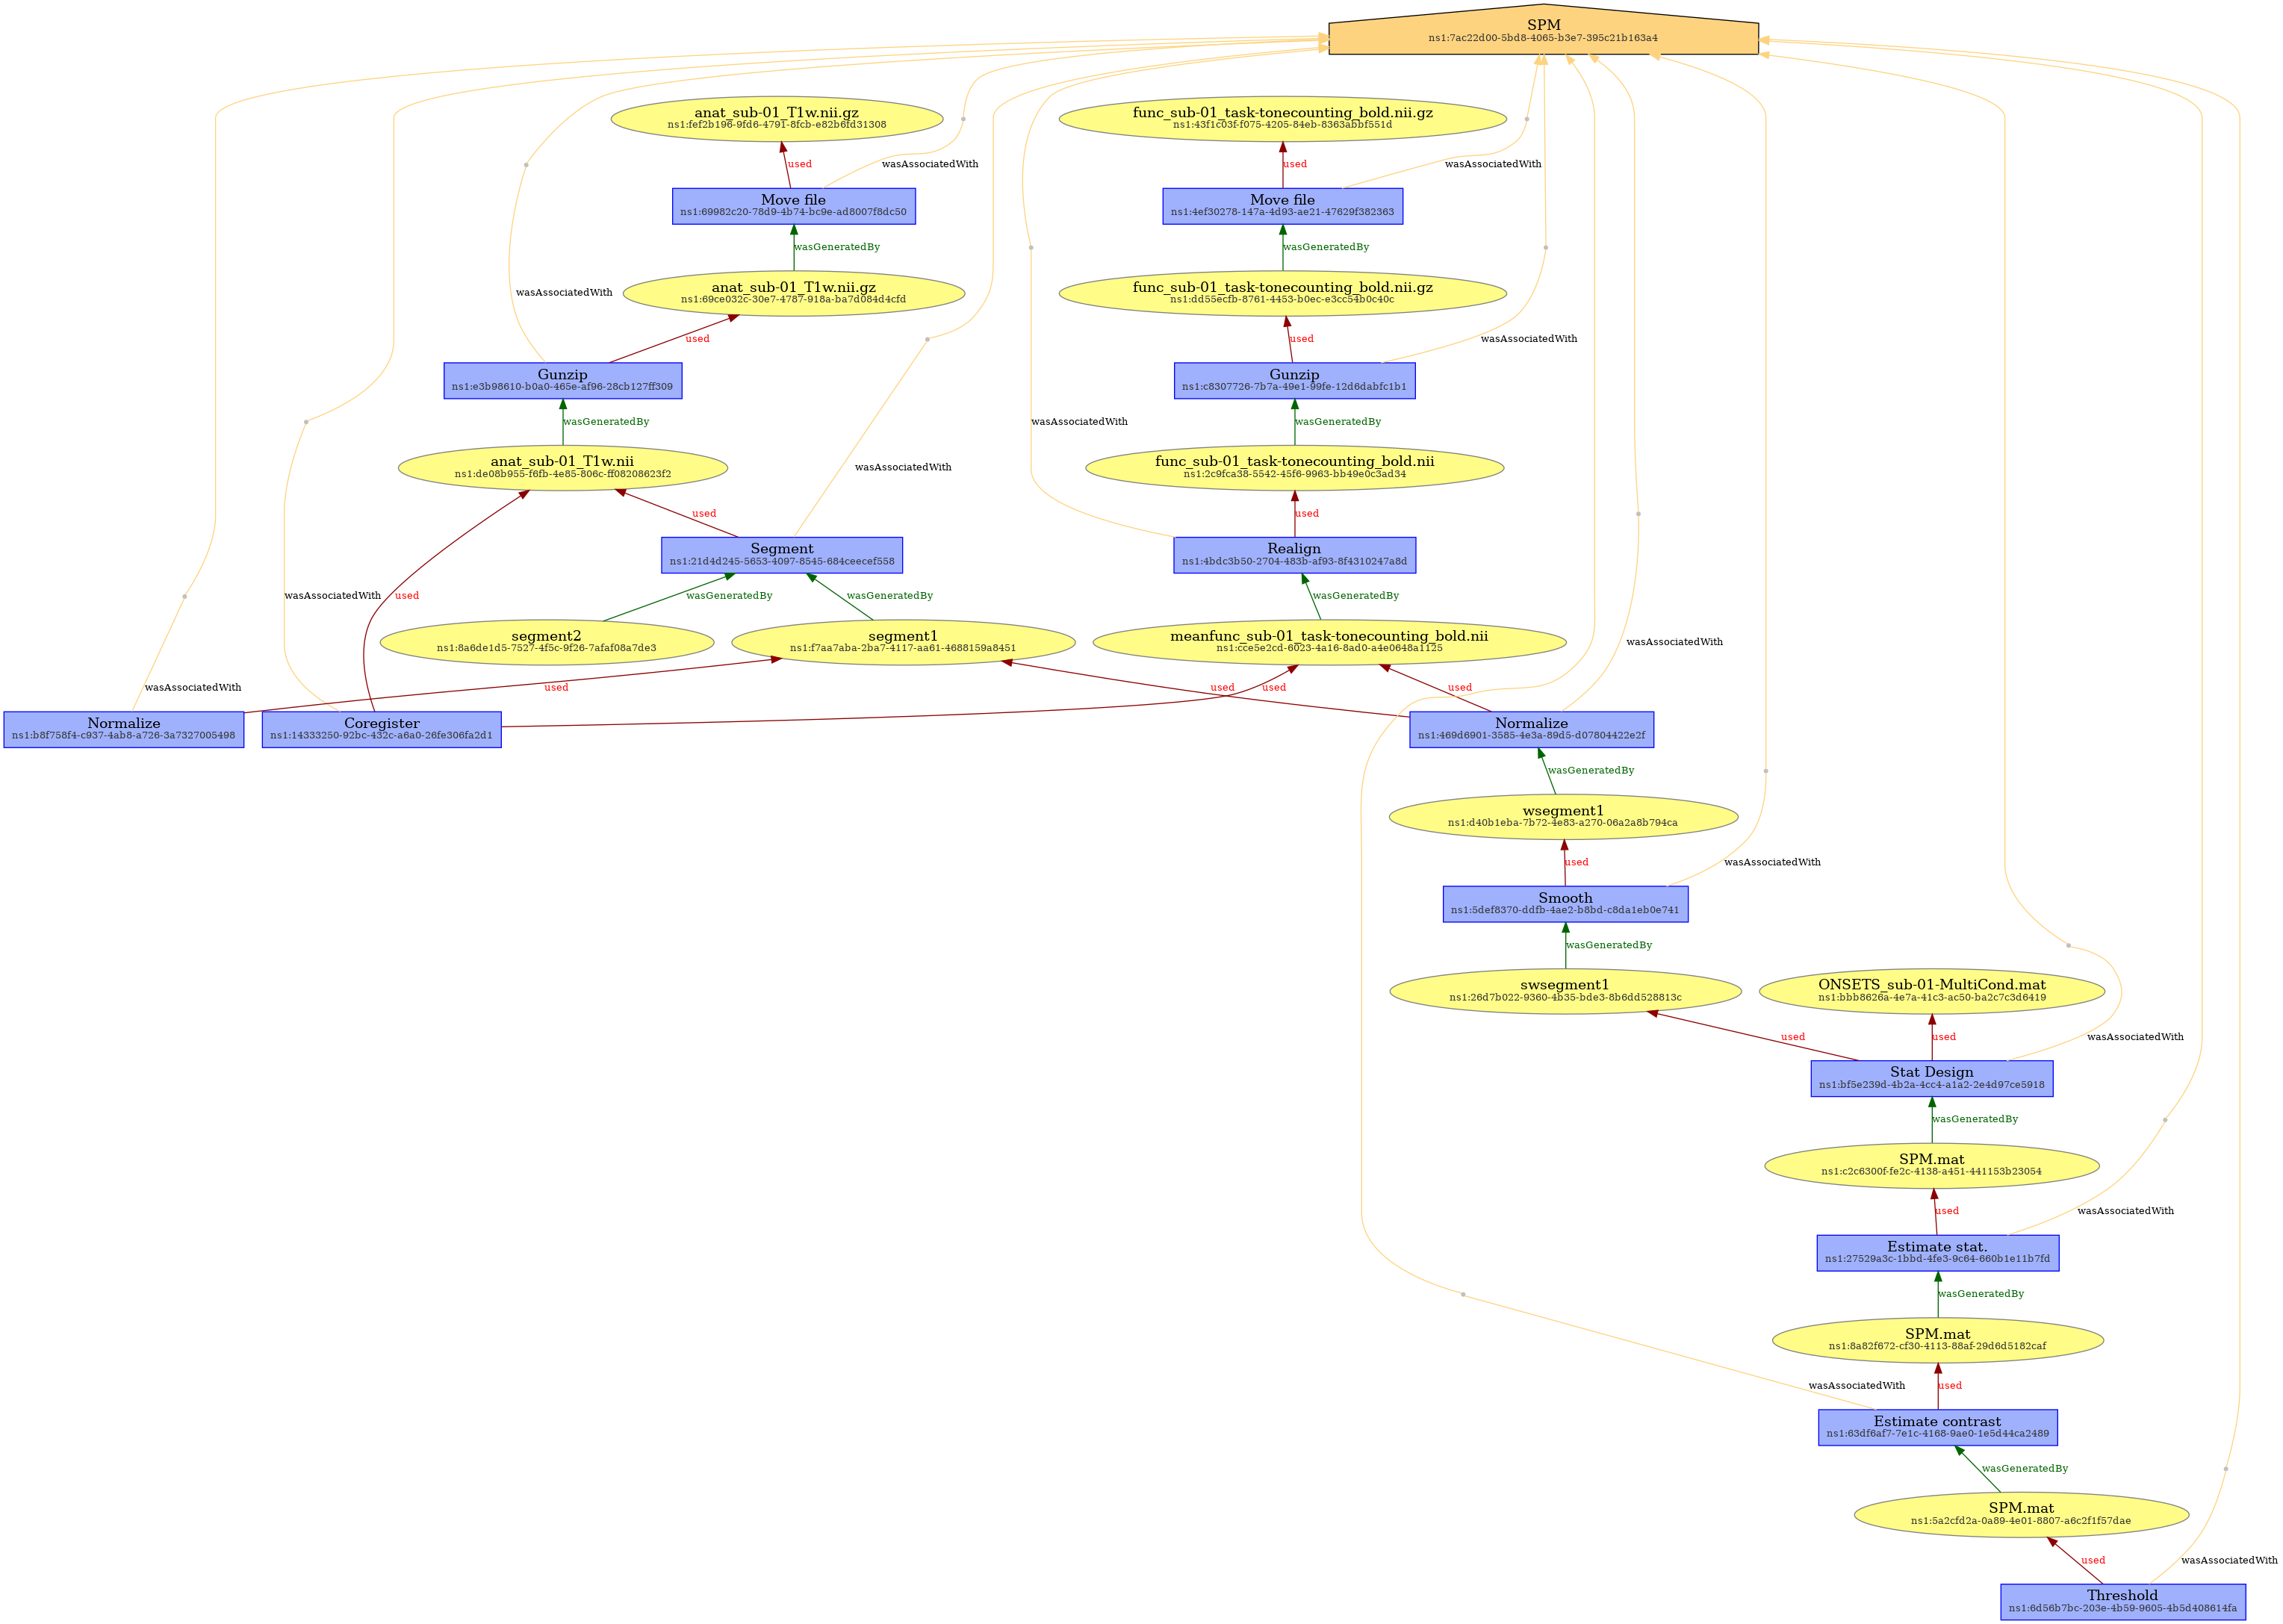 SPM
ns1:7ac22d00-5bd8-4065-b3e7-395c21b163a4
anat_sub-01_T1w.nii.gz
ns1:fef2b196-9fd6-4791-8fcb-e82b6fd31308
func_sub-01_task-tonecounting_bold.nii.gz
ns1:43f1c03f-f075-4205-84eb-8363abbf551d
used
wasAssociatedWith
used
wasAssociatedWith
Move file
ns1:69982c20-78d9-4b74-bc9e-ad8007f8dc50
Move file
ns1:4ef30278-147a-4d93-ae21-47629f382363
wasGeneratedBy
wasGeneratedBy
wasAssociatedWith
anat_sub-01_T1w.nii.gz
ns1:69ce032c-30e7-4787-918a-ba7d084d4cfd
func_sub-01_task-tonecounting_bold.nii.gz
ns1:dd55ecfb-8761-4453-b0ec-e3cc54b0c40c
used
used
wasAssociatedWith
Gunzip
ns1:e3b98610-b0a0-465e-af96-28cb127ff309
Gunzip
ns1:c8307726-7b7a-49e1-99fe-12d6dabfc1b1
wasGeneratedBy
wasAssociatedWith
wasGeneratedBy
anat_sub-01_T1w.nii
ns1:de08b955-f6fb-4e85-806c-ff08208623f2
wasAssociatedWith
func_sub-01_task-tonecounting_bold.nii
ns1:2c9fca38-5542-45f6-9963-bb49e0c3ad34
used
used
Segment
ns1:21d4d245-5653-4097-8545-684ceecef558
Realign
ns1:4bdc3b50-2704-483b-af93-8f4310247a8d
wasAssociatedWith
used
wasGeneratedBy
wasGeneratedBy
wasGeneratedBy
segment2
ns1:8a6de1d5-7527-4f5c-9f26-7afaf08a7de3
segment1
ns1:f7aa7aba-2ba7-4117-aa61-4688159a8451
meanfunc_sub-01_task-tonecounting_bold.nii
ns1:cce5e2cd-6023-4a16-8ad0-a4e0648a1125
wasAssociatedWith
wasAssociatedWith
used
used
used
used
Normalize
ns1:b8f758f4-c937-4ab8-a726-3a7327005498
Coregister
ns1:14333250-92bc-432c-a6a0-26fe306fa2d1
Normalize
ns1:469d6901-3585-4e3a-89d5-d07804422e2f
wasGeneratedBy
wsegment1
ns1:d40b1eba-7b72-4e83-a270-06a2a8b794ca
used
wasAssociatedWith
Smooth
ns1:5def8370-ddfb-4ae2-b8bd-c8da1eb0e741
wasGeneratedBy
swsegment1
ns1:26d7b022-9360-4b35-bde3-8b6dd528813c
ONSETS_sub-01-MultiCond.mat
ns1:bbb8626a-4e7a-41c3-ac50-ba2c7c3d6419
used
used
wasAssociatedWith
Stat Design
ns1:bf5e239d-4b2a-4cc4-a1a2-2e4d97ce5918
wasGeneratedBy
SPM.mat
ns1:c2c6300f-fe2c-4138-a451-441153b23054
used
wasAssociatedWith
Estimate stat.
ns1:27529a3c-1bbd-4fe3-9c64-660b1e11b7fd
wasGeneratedBy
SPM.mat
ns1:8a82f672-cf30-4113-88af-29d6d5182caf
wasAssociatedWith
used
Estimate contrast
ns1:63df6af7-7e1c-4168-9ae0-1e5d44ca2489
wasGeneratedBy
SPM.mat
ns1:5a2cfd2a-0a89-4e01-8807-a6c2f1f57dae
used
wasAssociatedWith
Threshold
ns1:6d56b7bc-203e-4b59-9605-4b5d408614fa